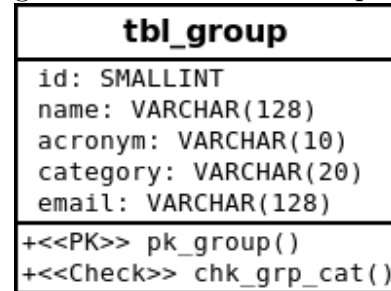 tbl_group
id: SMALLINT
name: VARCHAR(128)
acronym: VARCHAR(10)
category: VARCHAR(20)
email: VARCHAR(128)
+<<PK>> pk_group()
+<<Check>> chk_grp_cat()